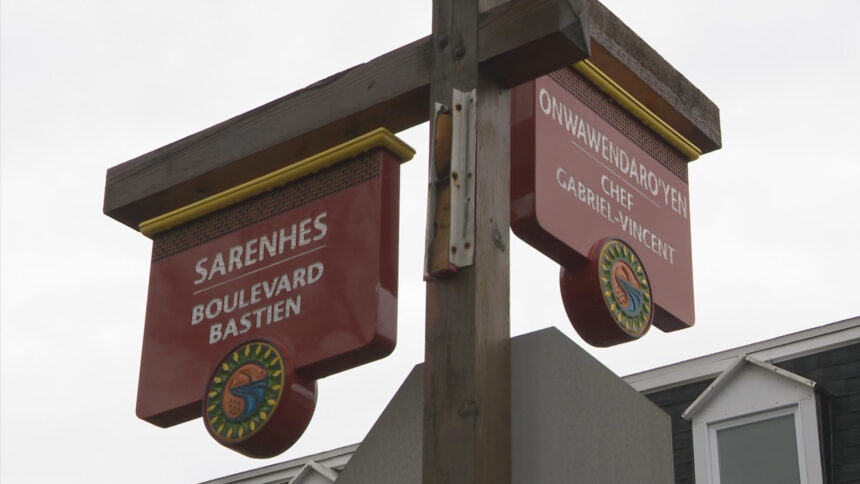 SARENHES
BOULEVARD
BASTIEN
ONWAWENDARO'YEN
CHEF
GABRIEL-VINCENT